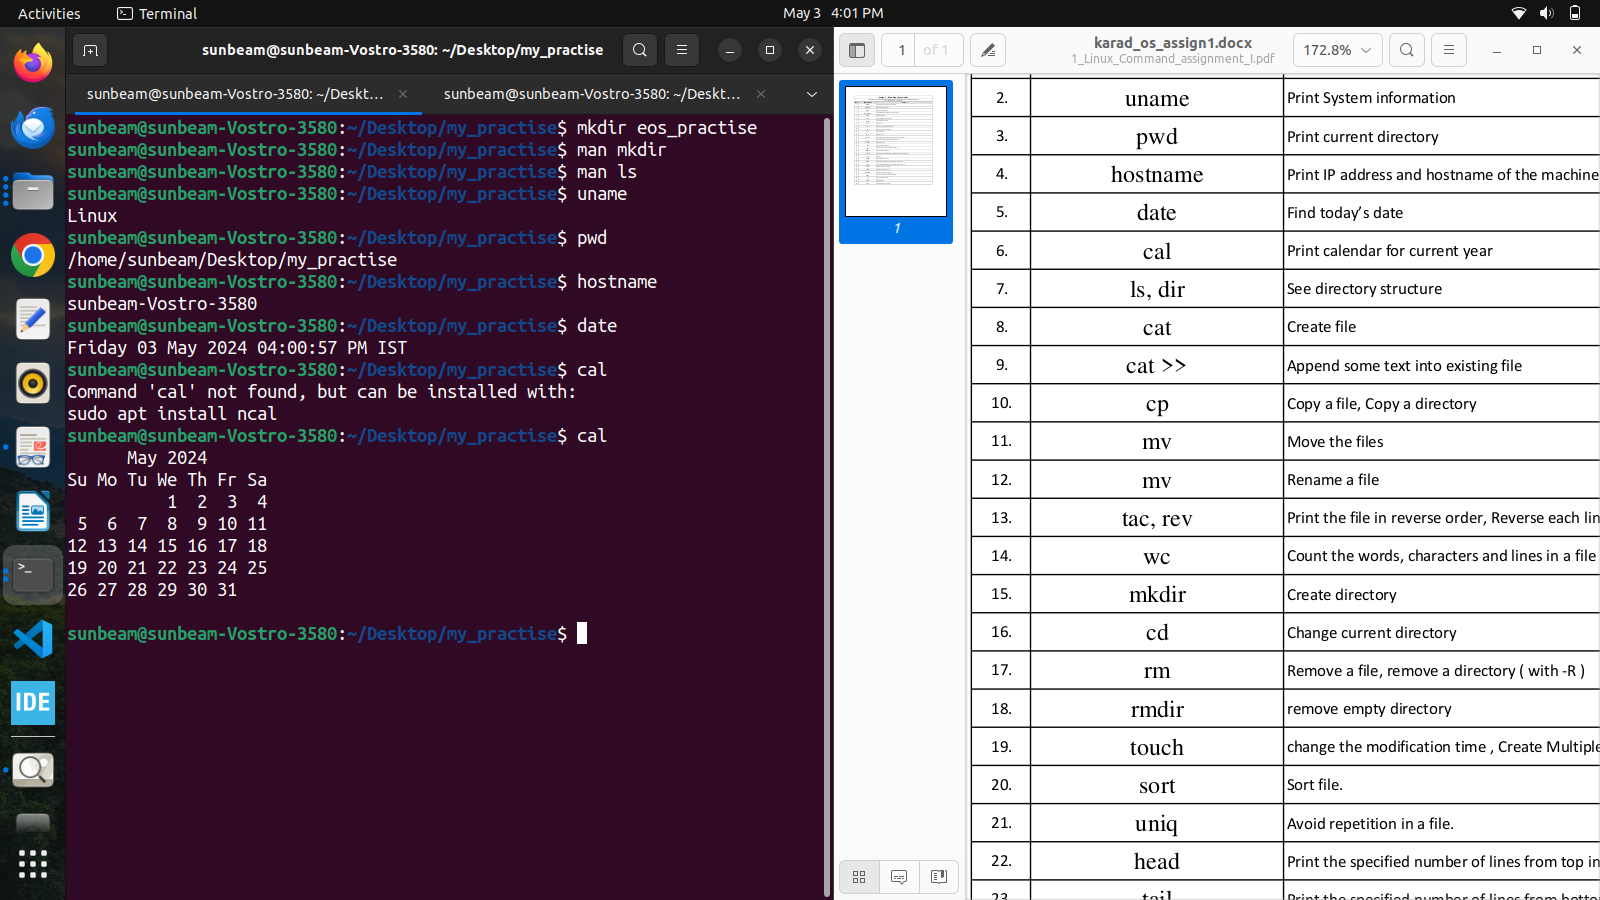 Activities
Terminal
May 3 4:01 PM
sunbeam@sunbeam-Vostro-3580: ~/Desktop/my_practise
sunbeam@sunbeam-Vostro-3580: ~/Deskt...
sunbeam@sunbeam-Vostro-3580: ~/Deskt...
sunbeam@sunbeam-Vostro-3580:~/Desktop/my_practise$ mkdir eos_practise
sunbeam@sunbeam-Vostro-3580:~/Desktop/my_practise$ man mkdir
sunbeam@sunbeam-Vostro-3580:~/Desktop/my_practise$ man ls
sunbeam@sunbeam-Vostro-3580:~/Desktop/my_practise$ uname
Linux
sunbeam@sunbeam-Vostro-3580:~/Desktop/my_practise$ pwd
/home/sunbeam/Desktop/my_practise
sunbeam@sunbeam-Vostro-3580:~/Desktop/my_practise$ hostname
sunbeam-Vostro-3580
sunbeam@sunbeam-Vostro-3580:~/Desktop/my_practise$ date
Friday 03 May 2024 04:00:57 PM IST
sunbeam@sunbeam-Vostro-3580:~/Desktop/my_practise$ cal
Command 'cal' not found, but can be installed with:
sudo apt install ncal
sunbeam@sunbeam-Vostro-3580:~/Desktop/my_practise$ cal
May 2024
Su Mo Tu We Th Fr Sa
1 2 3 4
5 6 7 8 9 10 11
12 13 14 15 16 17 18
19 20 21 22 23 24 25
26 27 28 29 30 31
sunbeam@sunbeam-Vostro-3580:~/Desktop/my_practise$
IDE
1 of 1
karad_os_assign1.docx
1_Linux_Command_assignment_I.pdf
172.8%
1
2. uname Print System information
3. pwd Print current directory
4. hostname Print IP address and hostname of the machine
5. date Find today’s date
6. cal Print calendar for current year
7. ls, dir See directory structure
8. cat Create file
9. cat >> Append some text into existing file
10. cp Copy a file, Copy a directory
11. mv Move the files
12. mv Rename a file
13. tac, rev Print the file in reverse order, Reverse each lin
14. wc Count the words, characters and lines in a file
15. mkdir Create directory
16. cd Change current directory
17. rm Remove a file, remove a directory ( with -R )
18. rmdir remove empty directory
19. touch change the modification time , Create Multiple
20. sort Sort file.
21. uniq Avoid repetition in a file.
22. head Print the specified number of lines from top in
23. tail Print the specified number of lines from botto